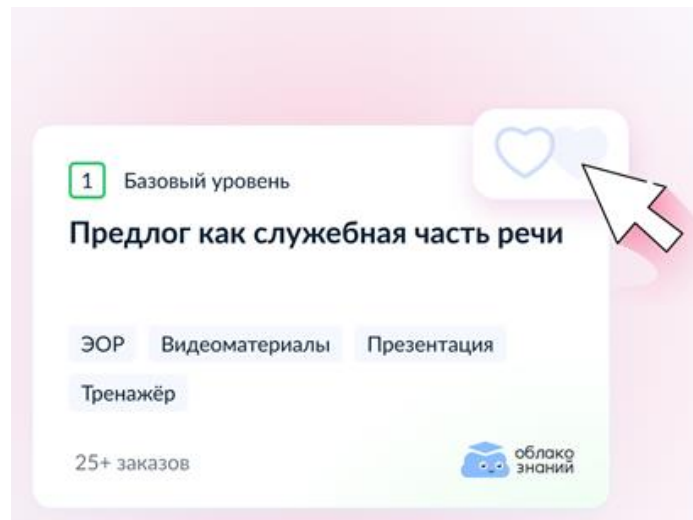 1 Базовый уровень
Предлог как служебная часть речи
ЭОР Видеоматериалы Презентация
Тренажёр
25+ заказов
облако
знаний